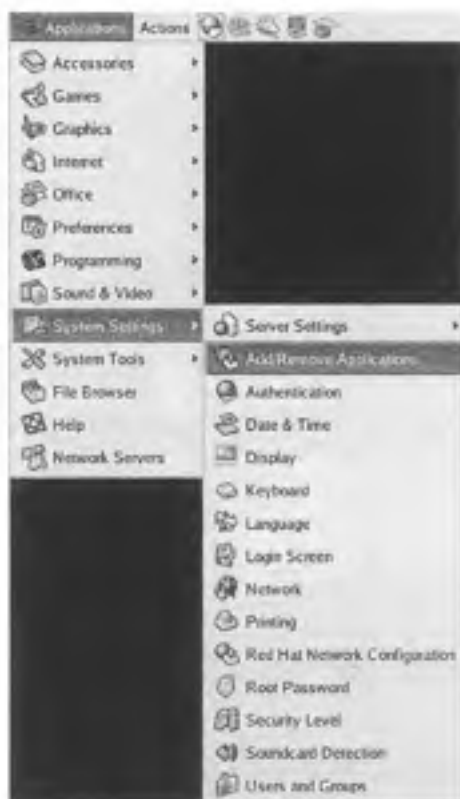 Applications Actions
Accessories
Games
Graphics
Internet
Office
Preferences
Programming
Sound & Video
System Settings
System Tools
File Browser
Help
Network Servers
Server Settings
Add/Remove Applications
Authentication
Date & Time
Display
Keyboard
Language
Login Screen
Network
Printing
Red Hat Network Configuration
Root Password
Security Level
Soundcard Detection
Users and Groups